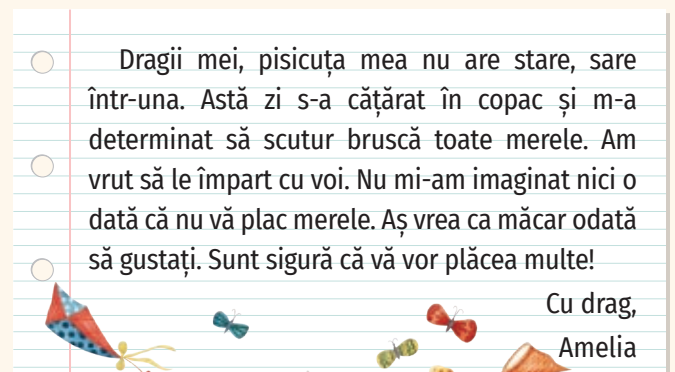 Dragii mei, pisicuța mea nu are stare, sare
într-una. Astă zi s-a cățărat în copac și m-a
determinat să scutur bruscă toate merele. Am
vrut să le împart cu voi. Nu mi-am imaginat nici o
dată că nu vă plac merele. Aș vrea ca măcar odată
să gustați. Sunt sigură că vă vor plăcea multe!
Cu drag,
Amelia